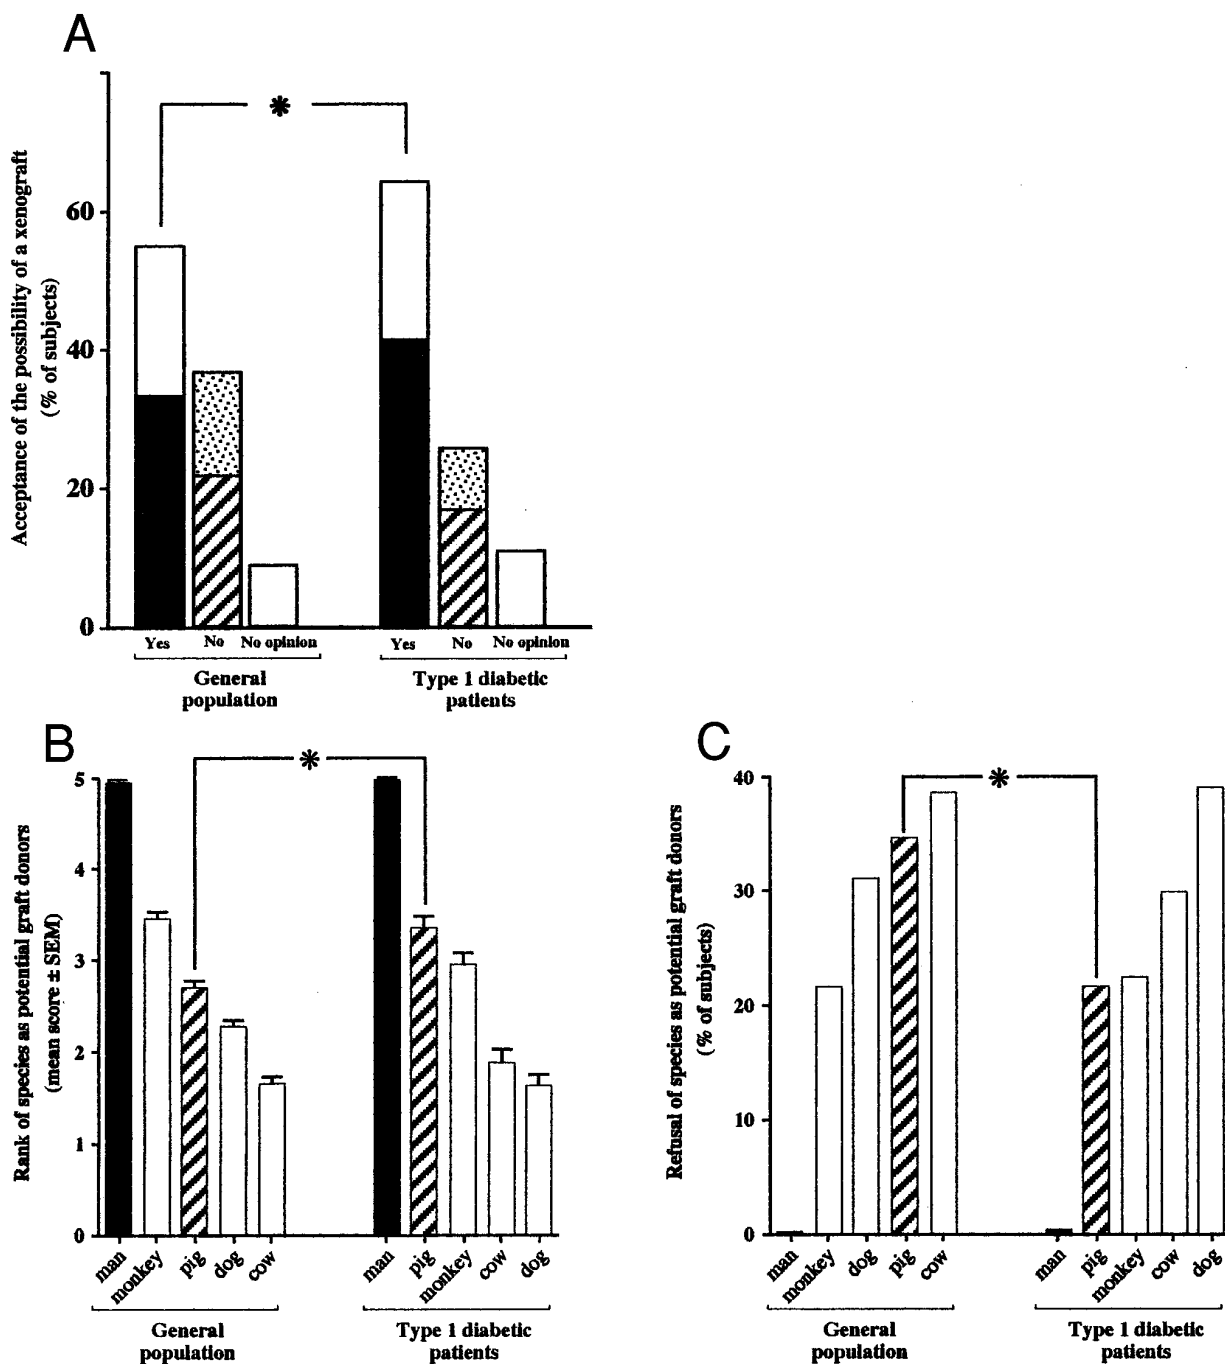 A
Acceptance of the possibility of a xenograft
(% of subjects)
60
40
20
0
Yes No No opinion Yes No No opinion
General
population
Type 1 diabetic
patients
B
Rank of species as potential graft donors
(mean score ± SEM)
5
4
3
2
1
0
man monkey pig dog cow man pig monkey cow dog
General
population
Type 1 diabetic
patients
C
Refusal of species as potential graft donors
(% of subjects)
40
30
20
10
0
man monkey dog pig cow man pig monkey cow dog
General
population
Type 1 diabetic
patients